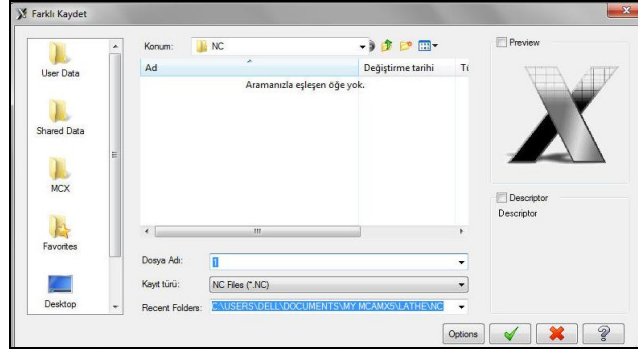 Farklı Kaydet
Konum: NC
Preview
Ad Değiştirme tarihi Tü
Aramanızla eşleşen öğe yok.
User Data
Shared Data
MCX
Favorites
Desktop
Descriptor
Descriptor
Dosya Adı: 1
Kayıt türü: NC Files (*.NC)
Recent Folders: C:\USERS\DELL\DOCUMENTS\MY MCAMX5\LATHE\NC
Options